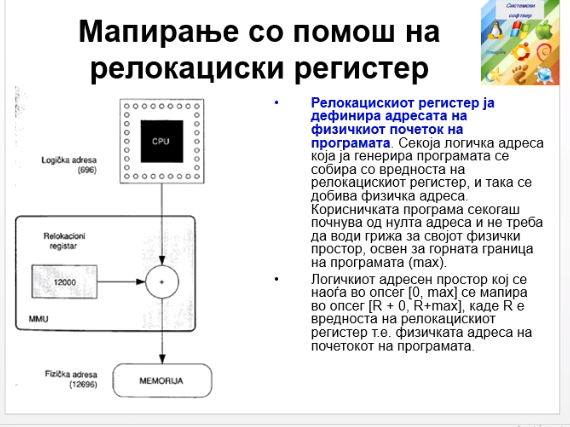 Мапирање со помош на
релокациски регистер
Системски
софтвер
CPU
Logička adresa
(696)
Relokacioni
registar
12000
+
MMU
Fizička adresa
(12696)
MEMORIJA
• Релокацискиот регистер ја
дефинира адресата на
физичкиот почеток на
програмата. Секоја логичка адреса
која ја генерира програмата се
собира со вредноста на
релокацискиот регистер, и така се
добива физичка адреса.
Корисничката програма секогаш
почнува од нулта адреса и не треба
да води грижа за својот физички
простор, освен за горната граница
на програмата (max).
• Логичкиот адресен простор кој се
наоѓа во опсег [0, max] се мапира
во опсег [R + 0, R+max], каде R е
вредноста на релокацискиот
регистер т.е. физичката адреса на
почетокот на програмата.